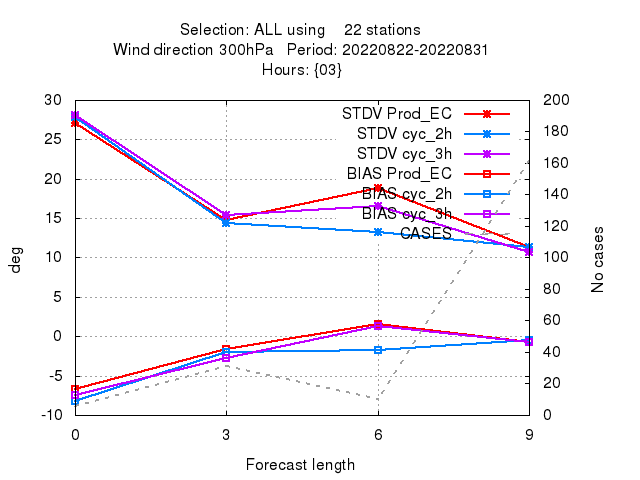 Selection: ALL using    22 stations
Wind direction 300hPa   Period: 20220822-20220831
Hours: {03}
30
25
20
15
10
5
0
-5
-10
200
180
160
140
120
100
80
60
40
20
0
STDV Prod_EC
STDV cyc_2h
STDV cyc_3h
BIAS Prod_EC
BIAS cyc_2h
BIAS cyc_3h
CASES
deg
No cases
0 3 6 9
Forecast length